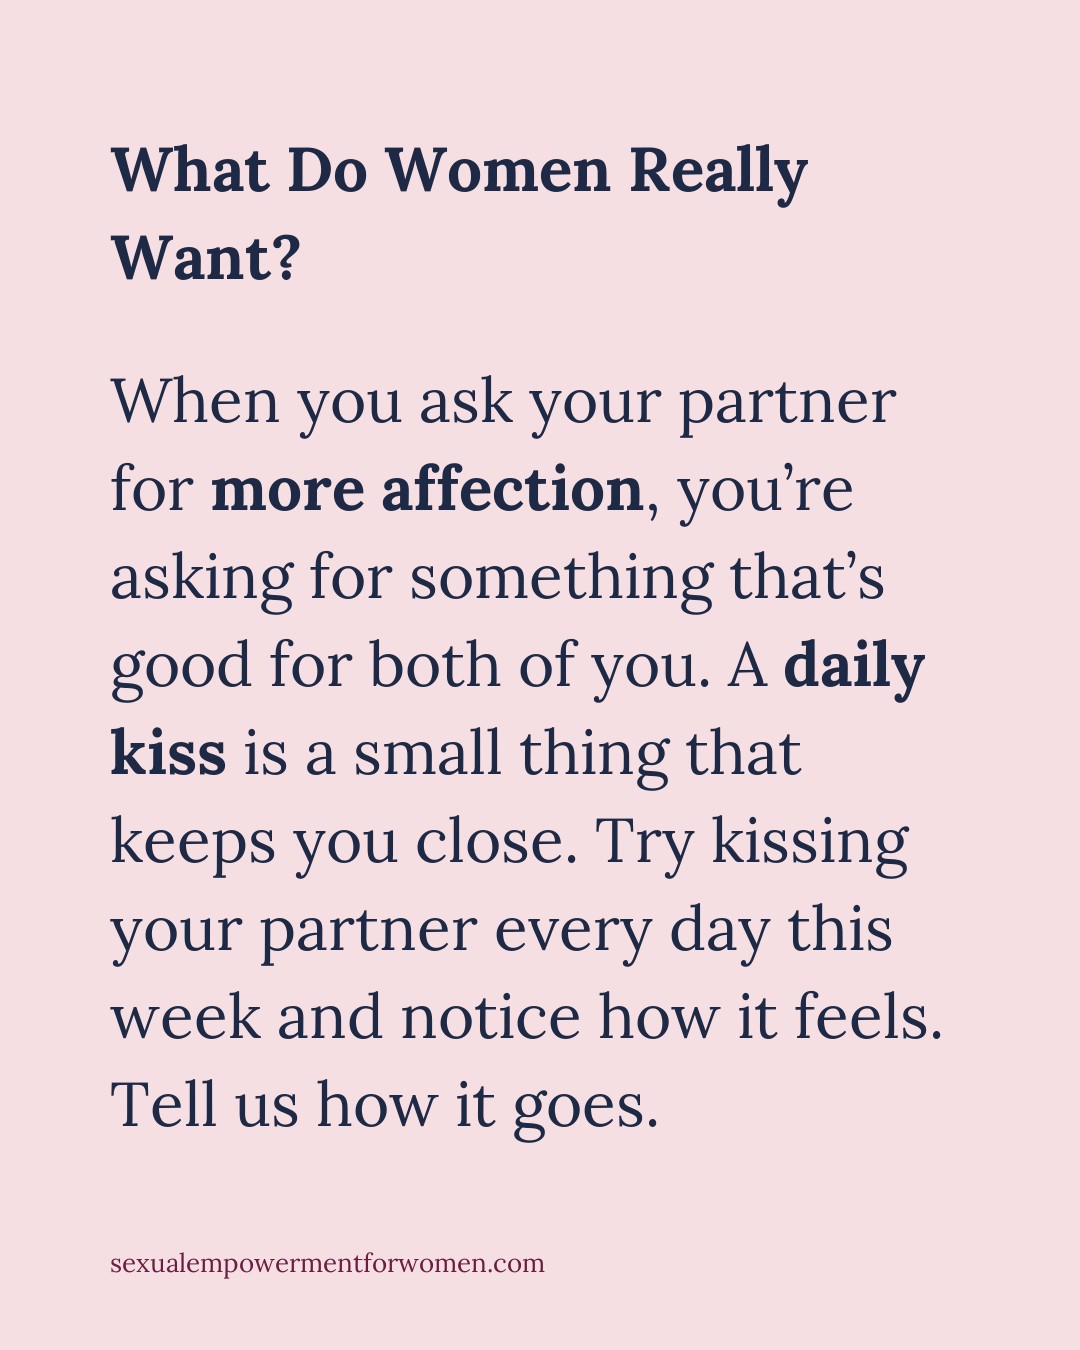 What Do Women Really
Want?
When you ask your partner
for more affection, you’re
asking for something that’s
good for both of you. A daily
kiss is a small thing that
keeps you close. Try kissing
your partner every day this
week and notice how it feels.
Tell us how it goes.
sexualempowermentforwomen.com